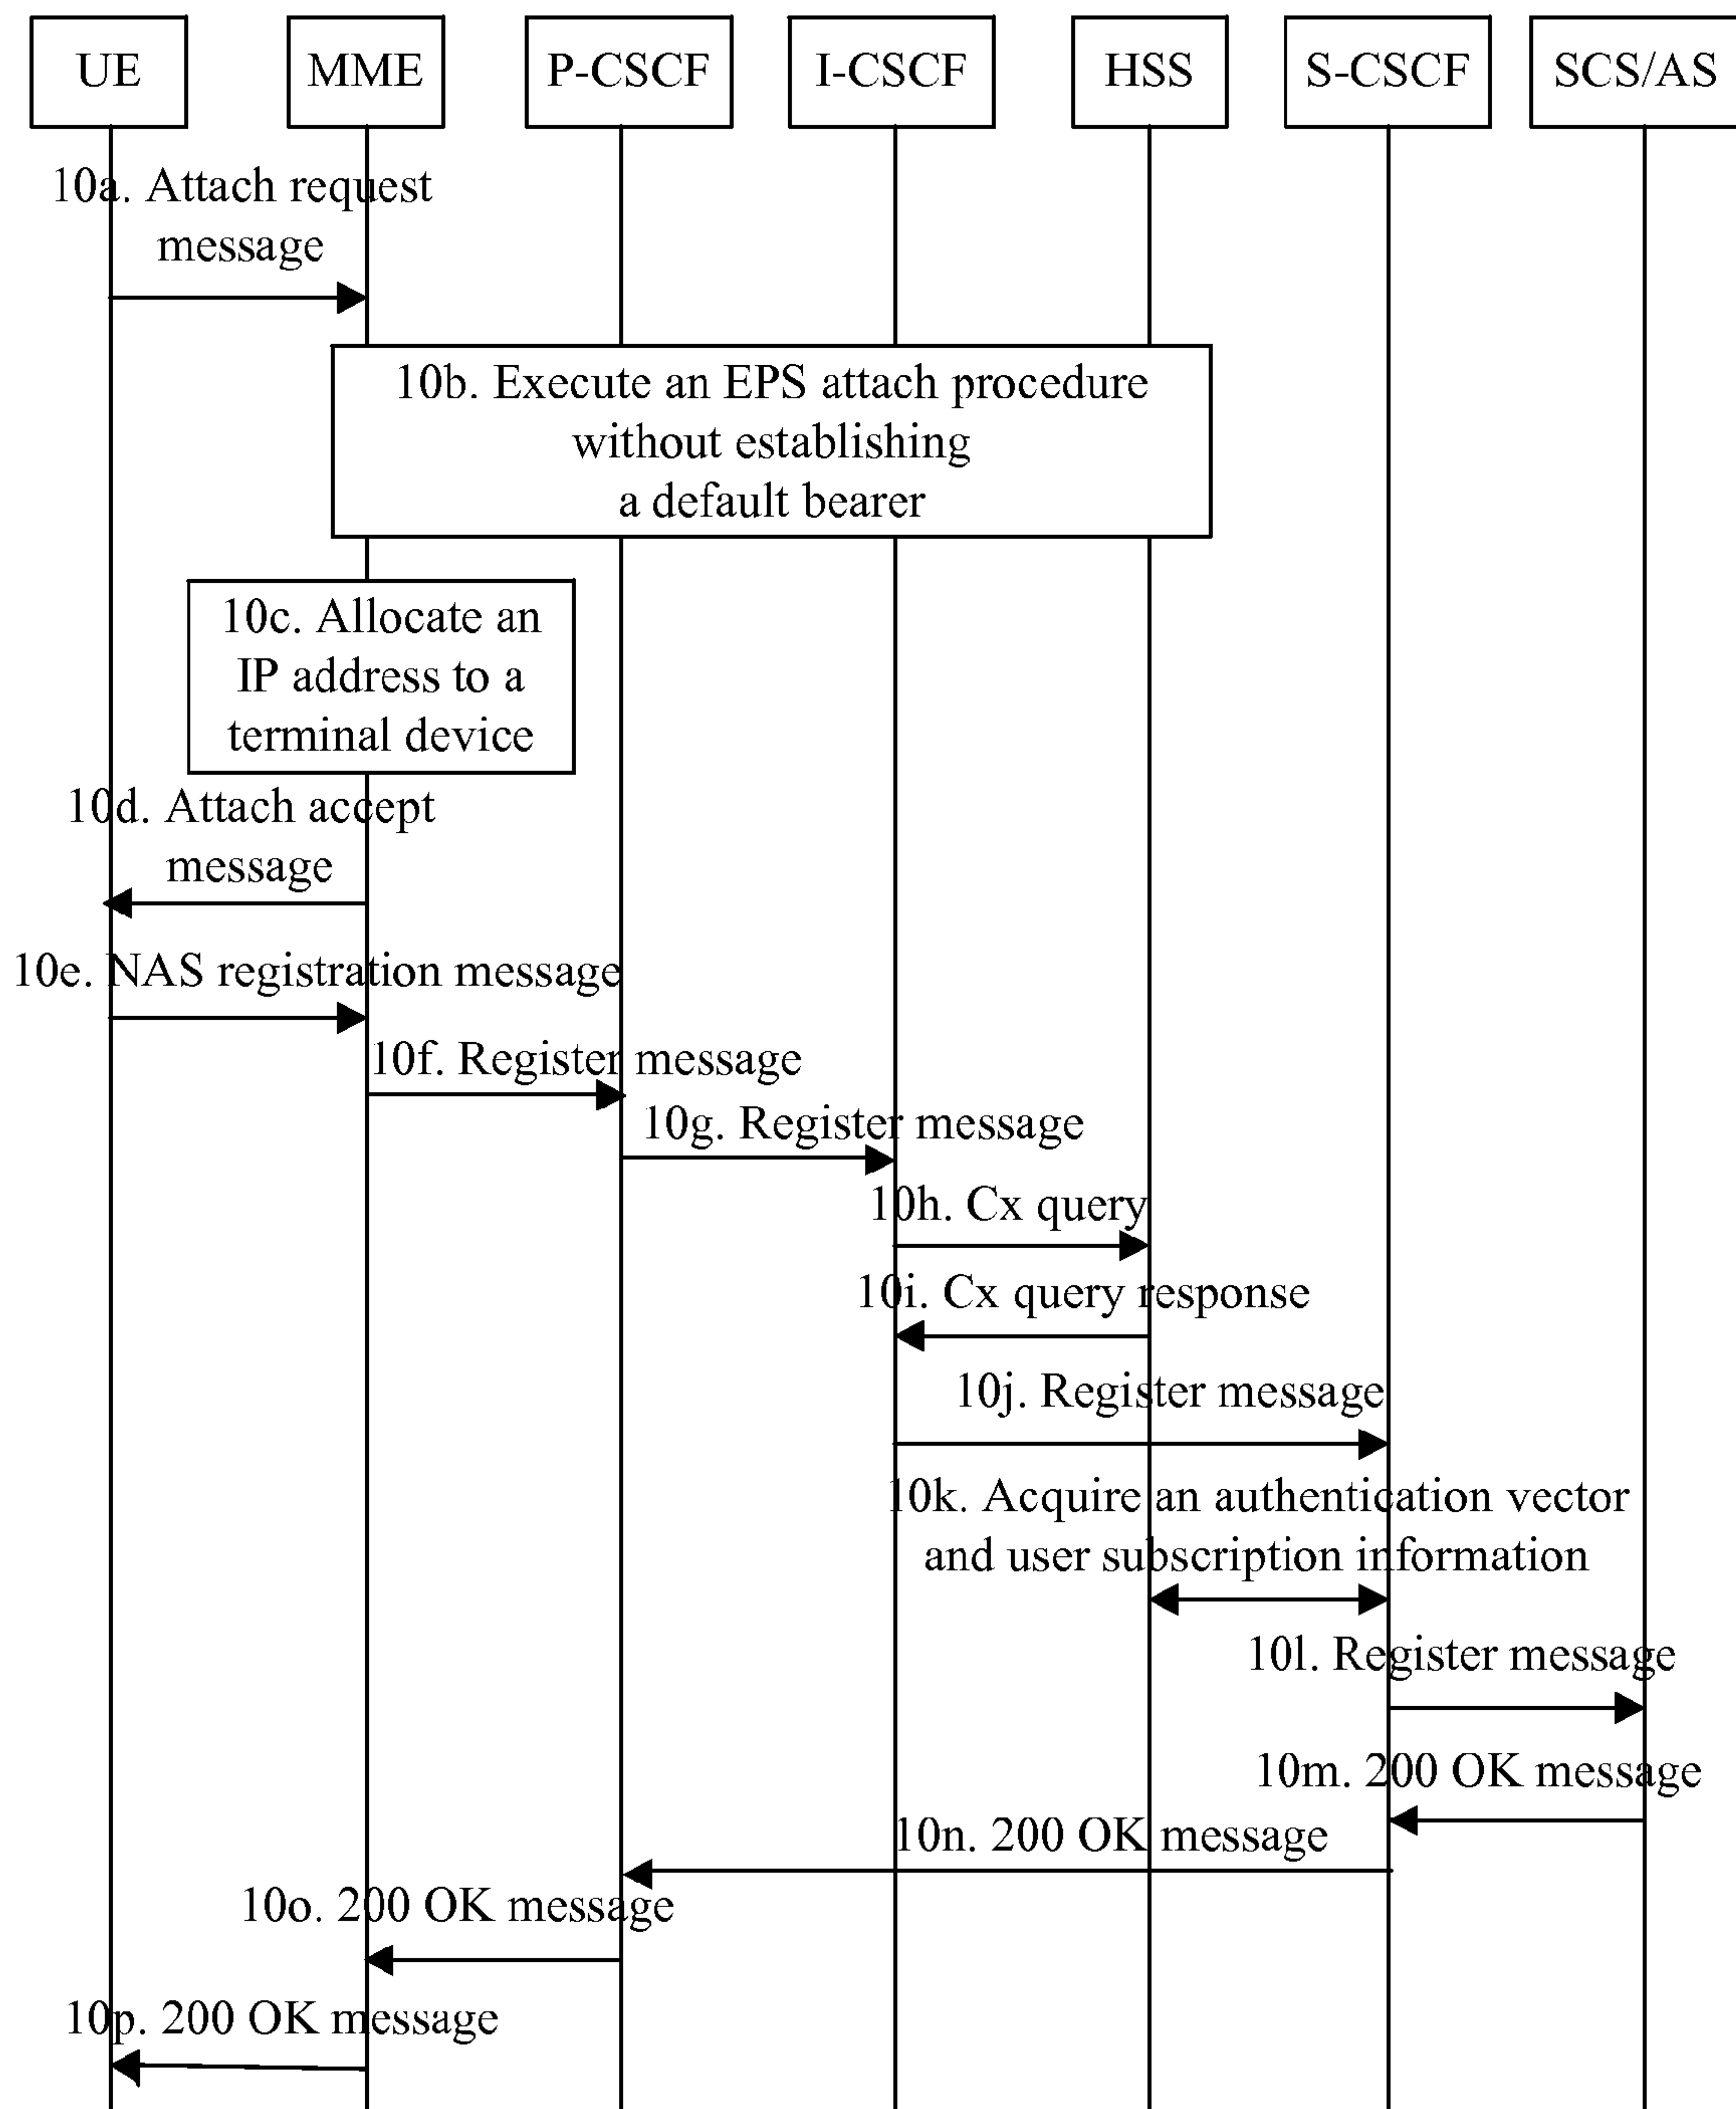 UE
MME
P-CSCF
I-CSCF
HSS
S-CSCF
SCS/AS
10a. Attach request
message
10b. Execute an EPS attach procedure
without establishing
a default bearer
10c. Allocate an
IP address to a
terminal device
10d. Attach accept
message
10e. NAS registration message
10f. Register message
10g. Register message
10h. Cx query
10i. Cx query response
10j. Register message
10k. Acquire an authentication vector
and user subscription information
10l. Register message
10m. 200 OK message
10n. 200 OK message
10o. 200 OK message
10p. 200 OK message